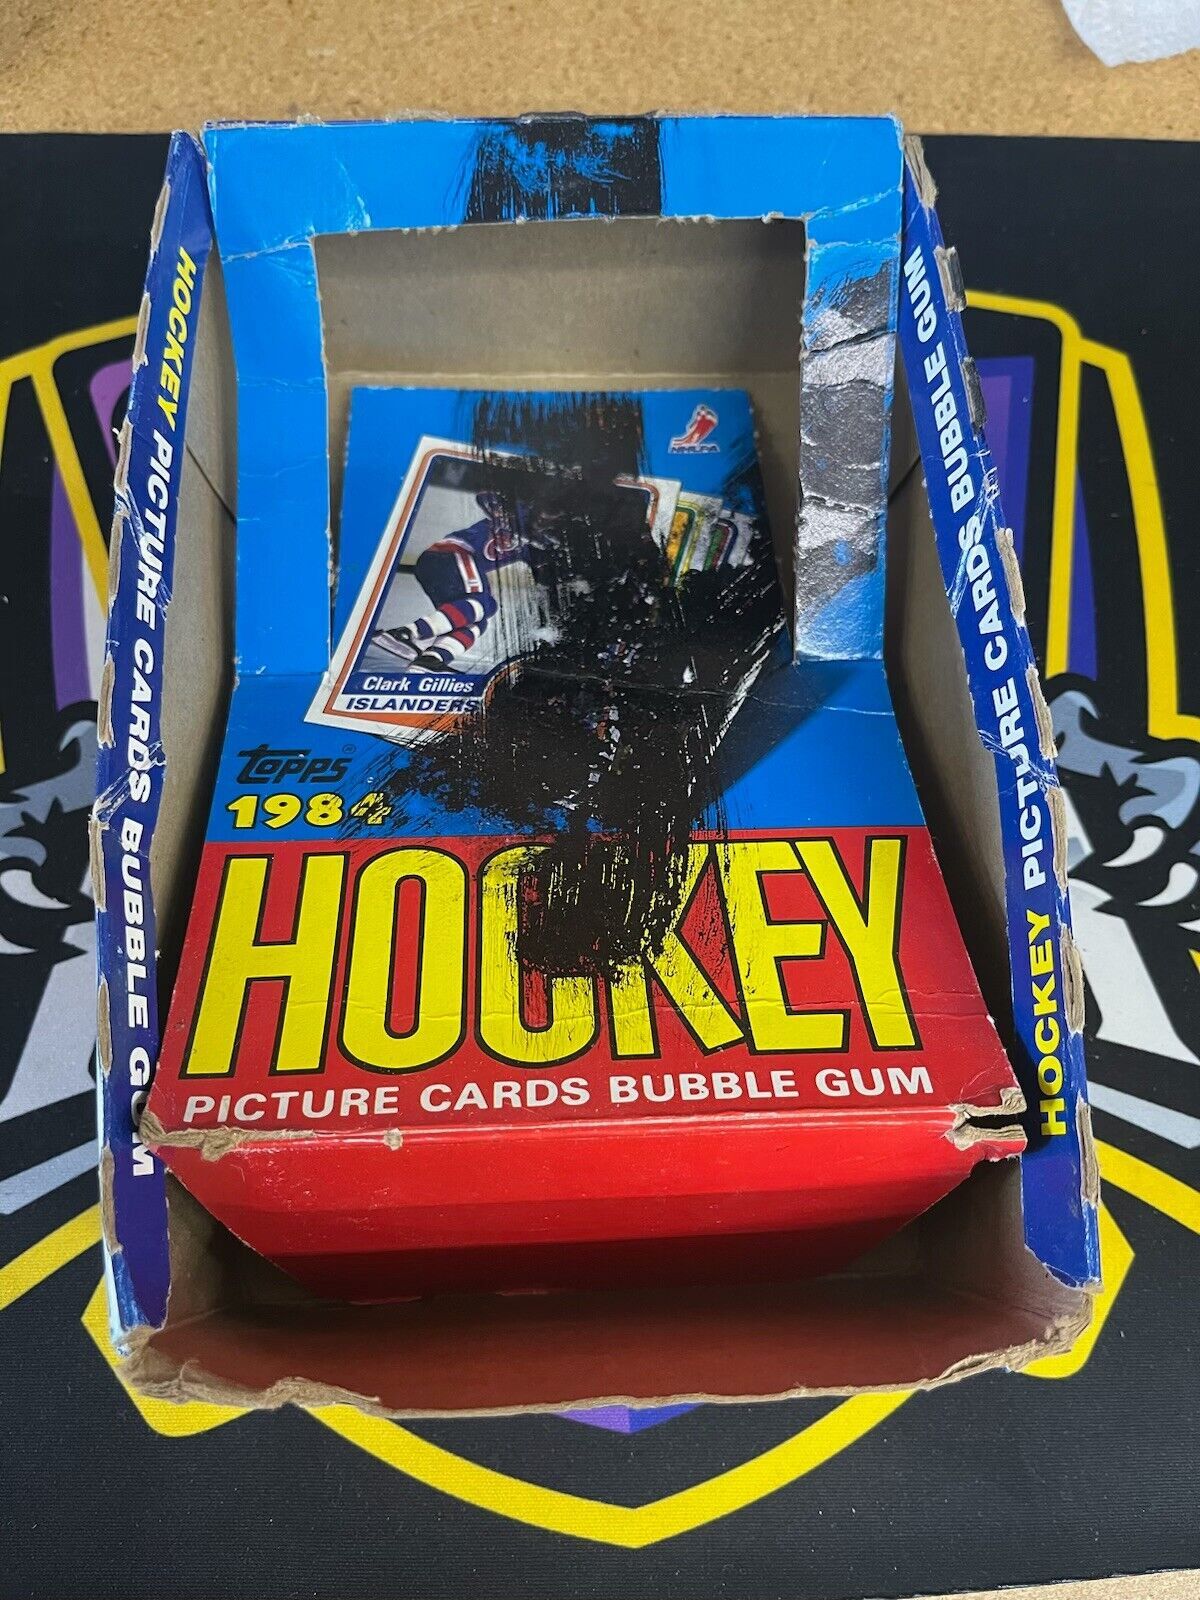 HOCKEY PICTURE CARDS BUBBLE GUM
NHLPA
Clark Gillies
ISLANDERS
TOPPS®
1984
HOCKEY
PICTURE CARDS BUBBLE GUM
HOCKEY PICTURE CARDS BUBBLE GUM